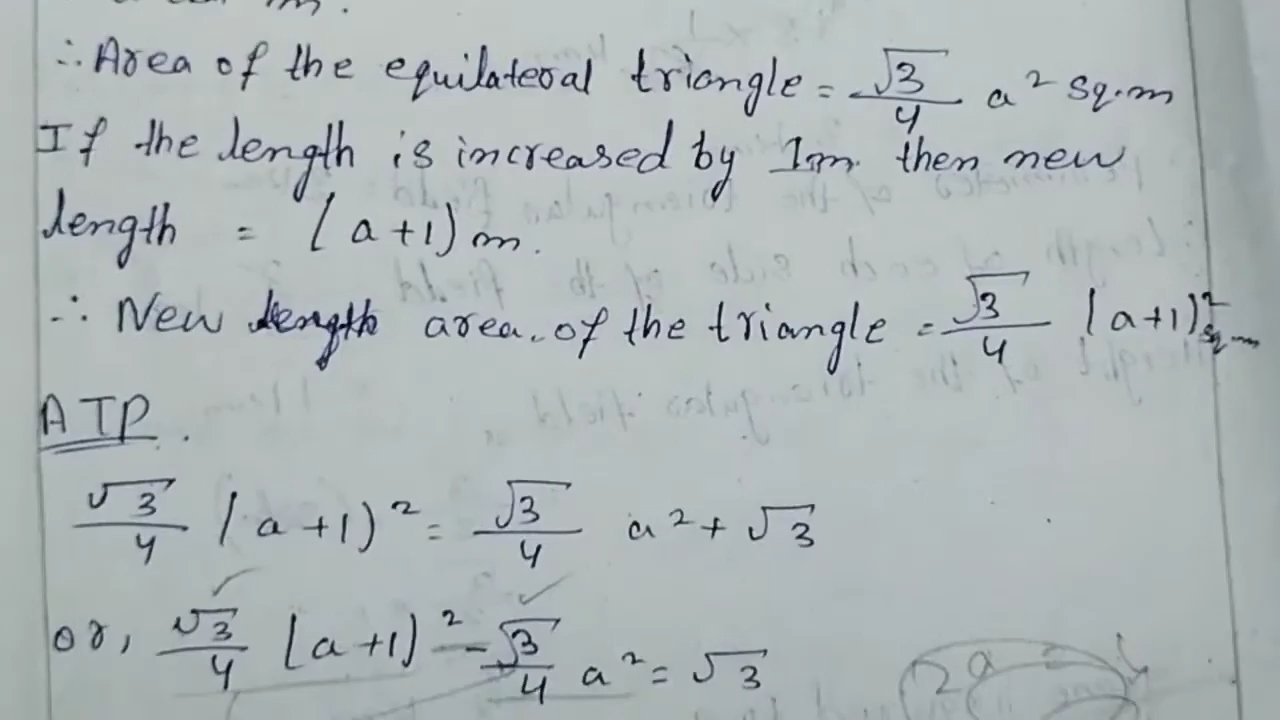 ∴ Area of the equilateral triangle = √3/4 a² sq.m
If the length is increased by 1m. then new
length = (a+1) m.
∴ New length area. of the triangle = √3/4 (a+1)² sq.m
ATP.
√3/4 (a+1)² = √3/4 a² + √3
or, √3/4 (a+1)² - √3/4 a² = √3
2a